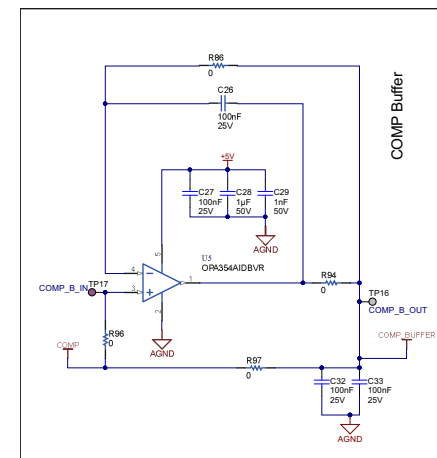 R86
0
C26
100nF
25V
COMP Buffer
+5V
C27
100nF
25V
C28
1µF
50V
C29
1nF
50V
AGND
5
U5
OPA354AIDBVR
4
1
3
2
COMP_B_IN
TP17
R94
0
TP16
COMP_B_OUT
AGND
R96
0
COMP
COMP_BUFFER
R97
0
C32
100nF
25V
C33
100nF
25V
AGND